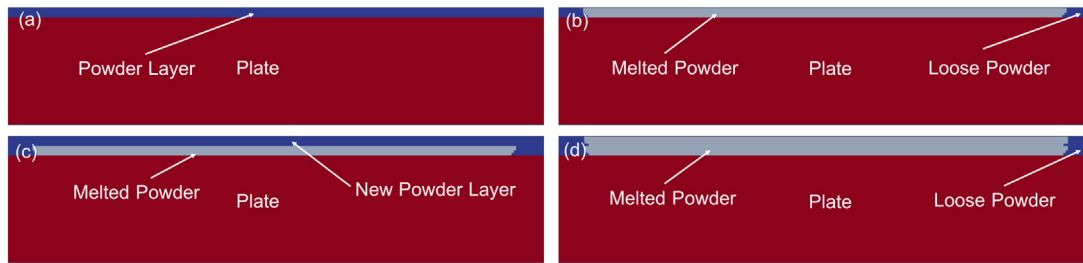 (a)
Powder Layer
Plate
(b)
Melted Powder
Plate
Loose Powder
(c)
Melted Powder
New Powder Layer
Plate
(d)
Melted Powder
Plate
Loose Powder